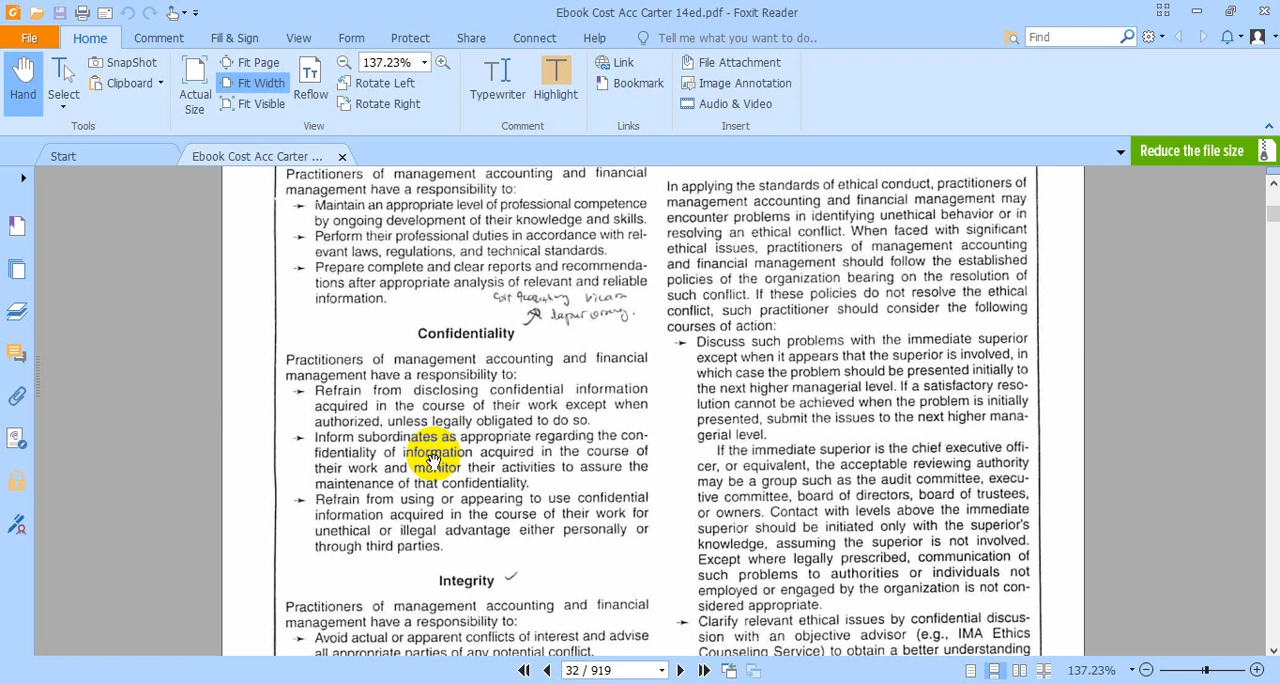 Ebook Cost Acc Carter 14ed.pdf - Foxit Reader
File Home Comment Fill & Sign View Form Protect Share Connect Help Tell me what you want to do.. Find
Hand
Select
SnapShot
Clipboard
Actual Size
Fit Page
Fit Width
Fit Visible
Reflow
137.23%
Rotate Left
Rotate Right
Typewriter
Highlight
Link
Bookmark
File Attachment
Image Annotation
Audio & Video
Tools View Comment Links Insert
Start Ebook Cost Acc Carter ... Reduce the file size
Practitioners of management accounting and financial
management have a responsibility to:
Maintain an appropriate level of professional competence
by ongoing development of their knowledge and skills.
Perform their professional duties in accordance with rel-
evant laws, regulations, and technical standards.
Prepare complete and clear reports and recommenda-
tions after appropriate analysis of relevant and reliable
information.
Cost Accounting
Confidentiality
Practitioners of management accounting and financial
management have a responsibility to:
Refrain from disclosing confidential information
acquired in the course of their work except when
authorized, unless legally obligated to do so.
Inform subordinates as appropriate regarding the con-
fidentiality of information acquired in the course of
their work and monitor their activities to assure the
maintenance of that confidentiality.
Refrain from using or appearing to use confidential
information acquired in the course of their work for
unethical or illegal advantage either personally or
through third parties.
Integrity
Practitioners of management accounting and financial
management have a responsibility to:
Avoid actual or apparent conflicts of interest and advise
all appropriate parties of any potential conflict.
In applying the standards of ethical conduct, practitioners of
management accounting and financial management may
encounter problems in identifying unethical behavior or in
resolving an ethical conflict. When faced with significant
ethical issues, practitioners of management accounting
and financial management should follow the established
policies of the organization bearing on the resolution of
such conflict. If these policies do not resolve the ethical
conflict, such practitioner should consider the following
courses of action:
Discuss such problems with the immediate superior
except when it appears that the superior is involved, in
which case the problem should be presented initially to
the next higher managerial level. If a satisfactory reso-
lution cannot be achieved when the problem is initially
presented, submit the issues to the next higher mana-
gerial level.
If the immediate superior is the chief executive offi-
cer, or equivalent, the acceptable reviewing authority
may be a group such as the audit committee, execu-
tive committee, board of directors, board of trustees,
or owners. Contact with levels above the immediate
superior should be initiated only with the superior's
knowledge, assuming the superior is not involved.
Except where legally prescribed, communication of
such problems to authorities or individuals not
employed or engaged by the organization is not con-
sidered appropriate.
Clarify relevant ethical issues by confidential discus-
sion with an objective advisor (e.g., IMA Ethics
Counseling Service) to obtain a better understanding
32 / 919
137.23%